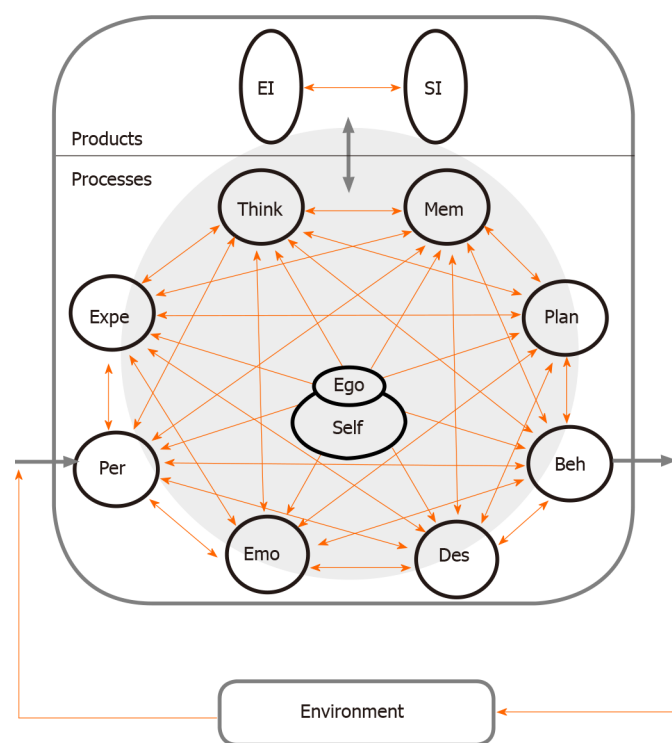 EI
SI
Products
Processes
Think
Mem
Expe
Plan
Ego
Self
Per
Beh
Emo
Des
Environment